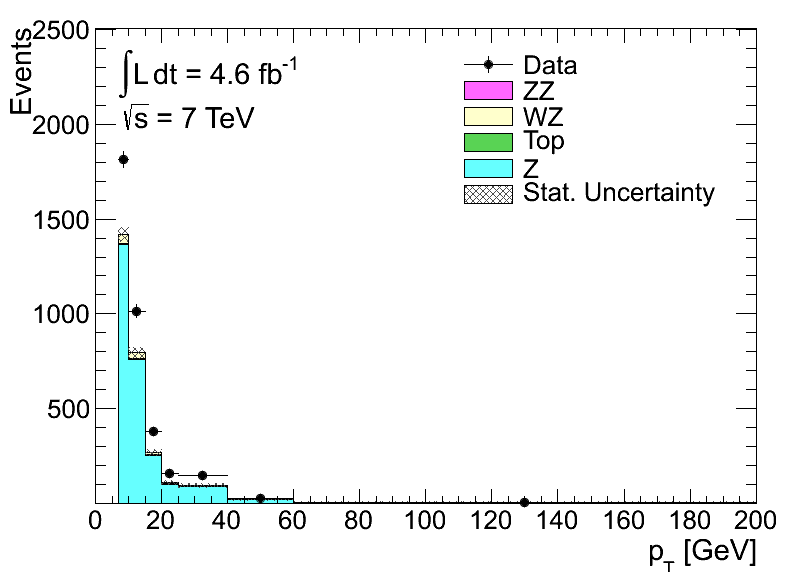 Events
2500
2000
1500
1000
500
∫L dt = 4.6 fb⁻¹
√s = 7 TeV
Data
ZZ
WZ
Top
Z
Stat. Uncertainty
0 20 40 60 80 100 120 140 160 180 200
p_T [GeV]